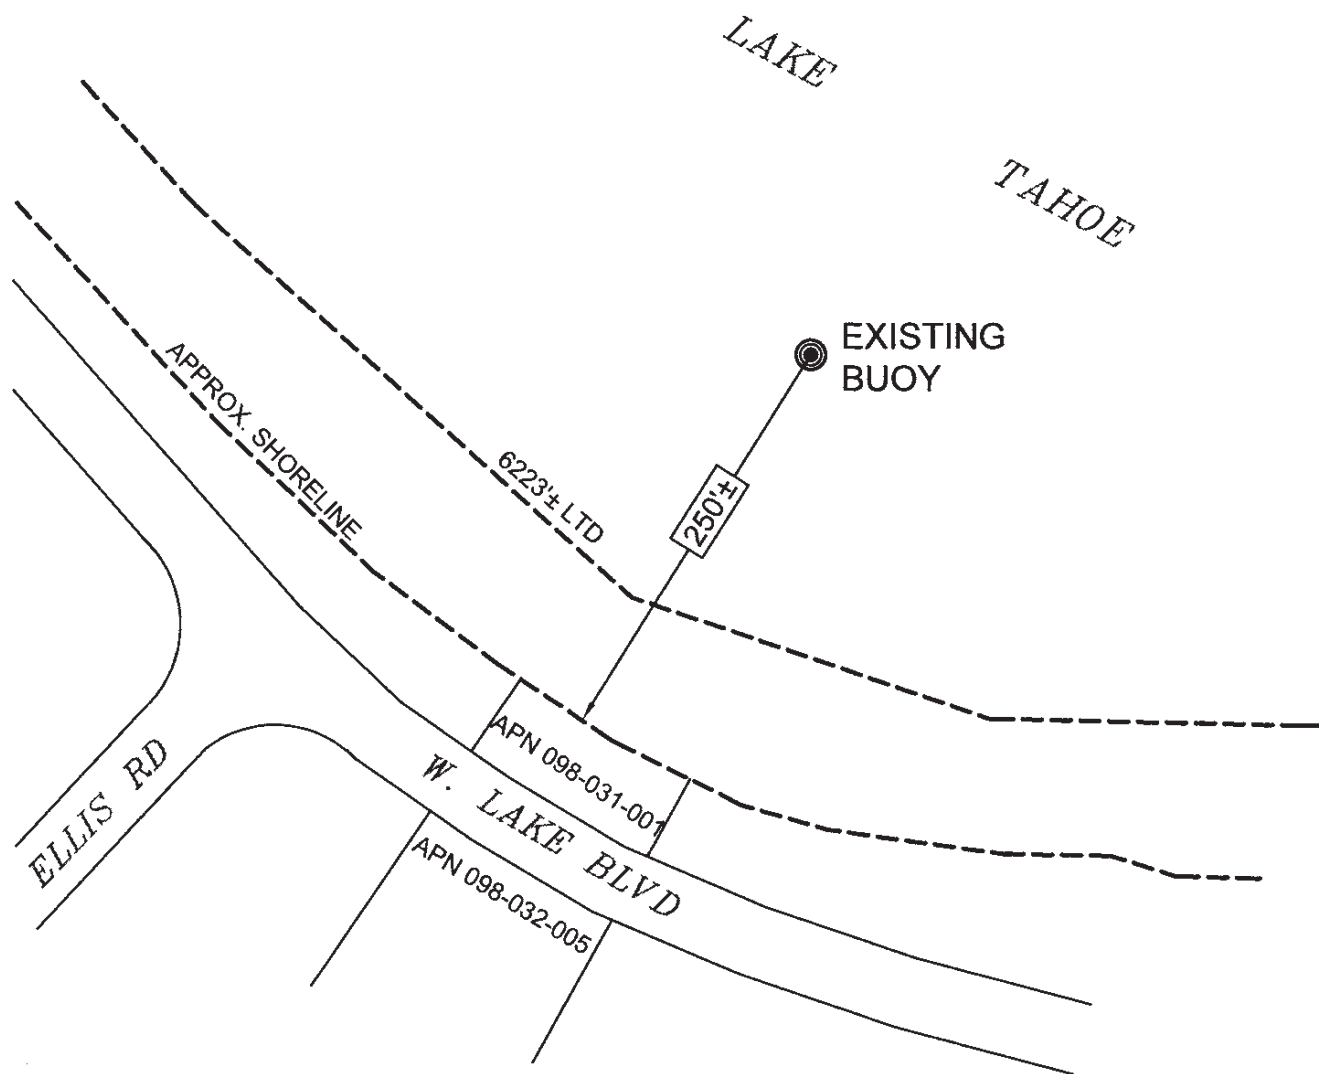 LAKE
TAHOE
EXISTING
BUOY
APPROX. SHORELINE
6223'± LTD
250'±
APN 098-031-001
W. LAKE BLVD
ELLIS RD
APN 098-032-005